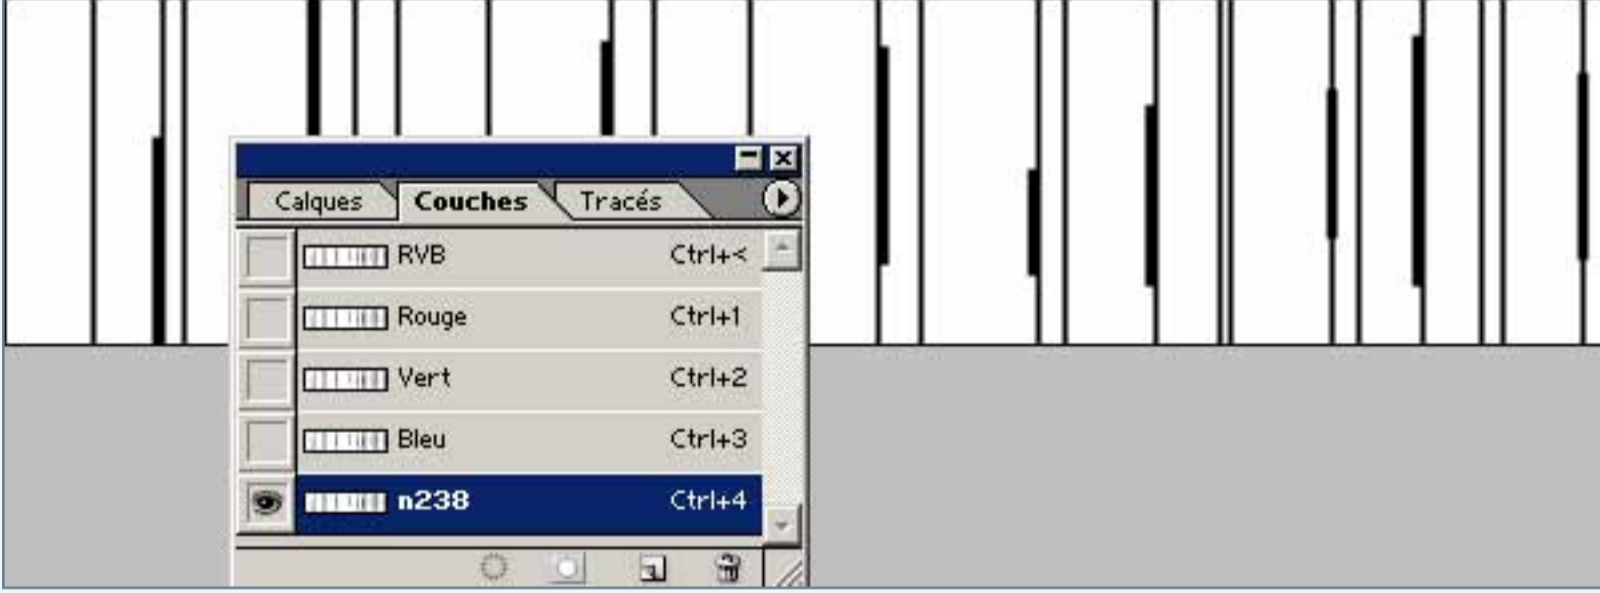 Calques Couches Tracés
RVB Ctrl+<
Rouge Ctrl+1
Vert Ctrl+2
Bleu Ctrl+3
n238 Ctrl+4